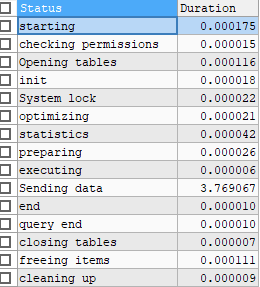 Status Duration
starting 0.000175
checking permissions 0.000015
Opening tables 0.000116
init 0.000018
System lock 0.000022
optimizing 0.000021
statistics 0.000042
preparing 0.000026
executing 0.000006
Sending data 3.769067
end 0.000010
query end 0.000010
closing tables 0.000007
freeing items 0.000111
cleaning up 0.000009